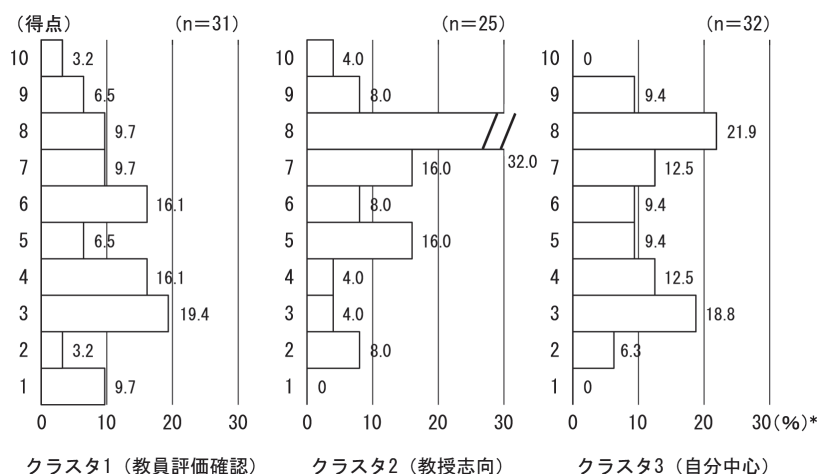 (得点) (n=31) (n=25) (n=32)
10 3.2 10 4.0 10 0
9 6.5 9 8.0 9 9.4
8 9.7 8 32.0 8 21.9
7 9.7 7 16.0 7 12.5
6 16.1 6 8.0 6 9.4
5 6.5 5 16.0 5 9.4
4 16.1 4 4.0 4 12.5
3 19.4 3 4.0 3 18.8
2 3.2 2 8.0 2 6.3
1 9.7 1 0 1 0
0 10 20 30 0 10 20 30 0 10 20 30(%)*
クラスタ1(教員評価確認) クラスタ2(教授志向) クラスタ3(自分中心)